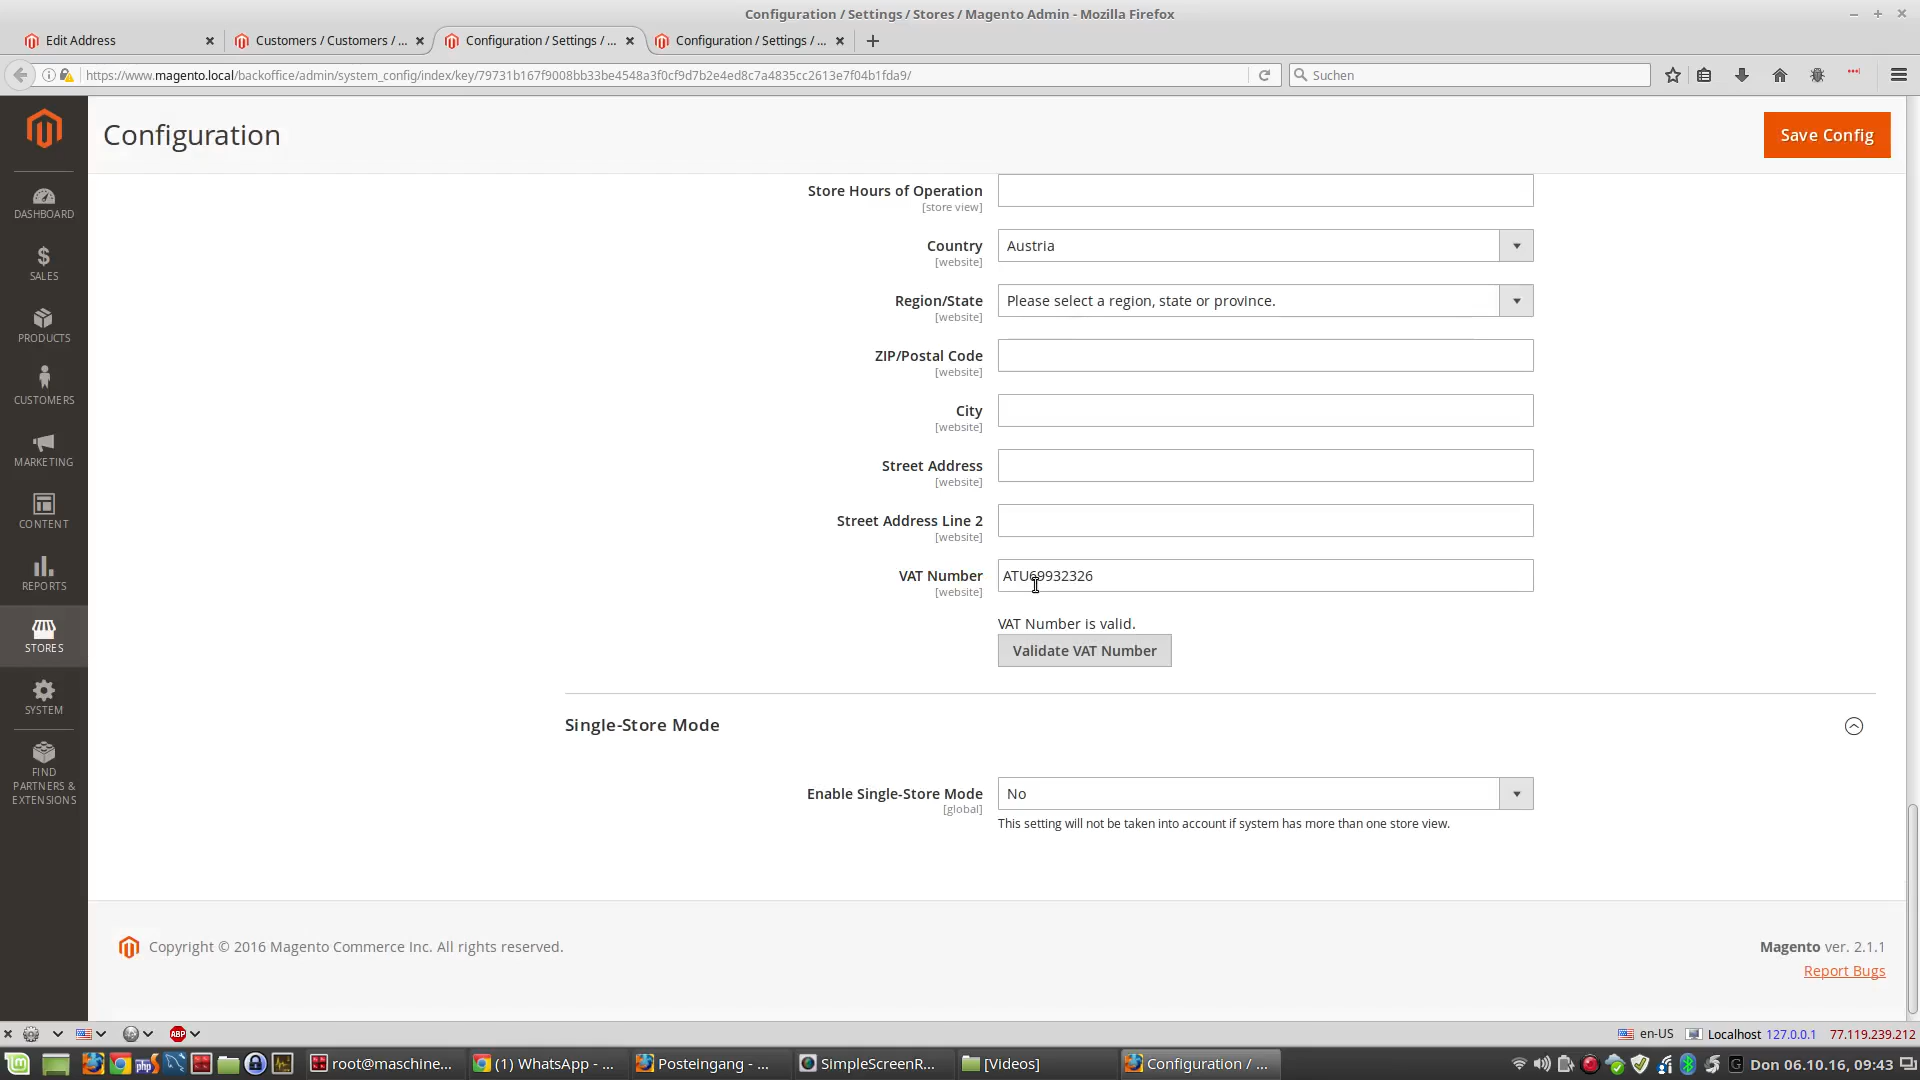 Configuration / Settings / Stores / Magento Admin - Mozilla Firefox
Edit Address
Customers / Customers / ...
Configuration / Settings / ...
Configuration / Settings / ...
https://www.magento.local/backoffice/admin/system_config/index/key/79731b167f9008bb33be4548a3f0cf9d7b2e4ed8c7a4835cc2613e7f04b1fda9/
Suchen
Configuration
Save Config
DASHBOARD
SALES
PRODUCTS
CUSTOMERS
MARKETING
CONTENT
REPORTS
STORES
SYSTEM
FIND
PARTNERS &
EXTENSIONS
Store Hours of Operation
[store view]
Country
[website]
Austria
Region/State
[website]
Please select a region, state or province.
ZIP/Postal Code
[website]
City
[website]
Street Address
[website]
Street Address Line 2
[website]
VAT Number
[website]
ATU69932326
VAT Number is valid.
Validate VAT Number
Single-Store Mode
Enable Single-Store Mode
[global]
No
This setting will not be taken into account if system has more than one store view.
Copyright © 2016 Magento Commerce Inc. All rights reserved.
Magento ver. 2.1.1
Report Bugs
ABP
en-US
Localhost 127.0.0.1
77.119.239.212
php
root@maschine...
(1) WhatsApp - ...
Posteingang - ...
SimpleScreenR...
[Videos]
Configuration / ...
Don 06.10.16, 09:43